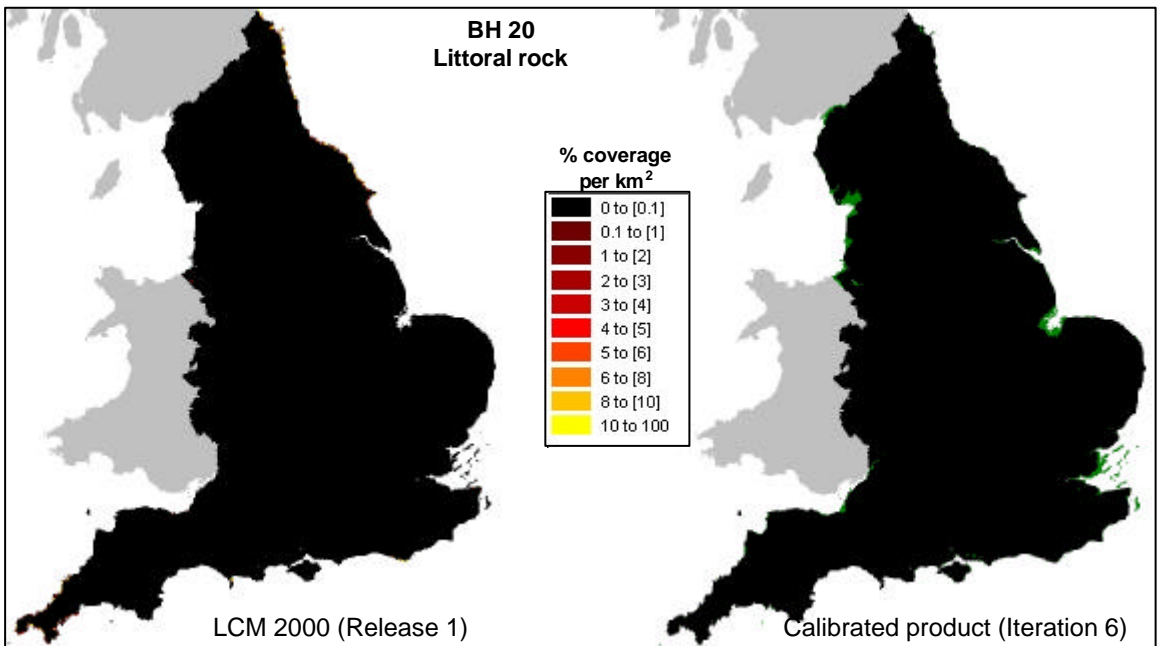 BH 20
Littoral rock
% coverage
per km²
0 to [0.1]
0.1 to [1]
1 to [2]
2 to [3]
3 to [4]
4 to [5]
5 to [6]
6 to [8]
8 to [10]
10 to 100
LCM 2000 (Release 1)
Calibrated product (Iteration 6)